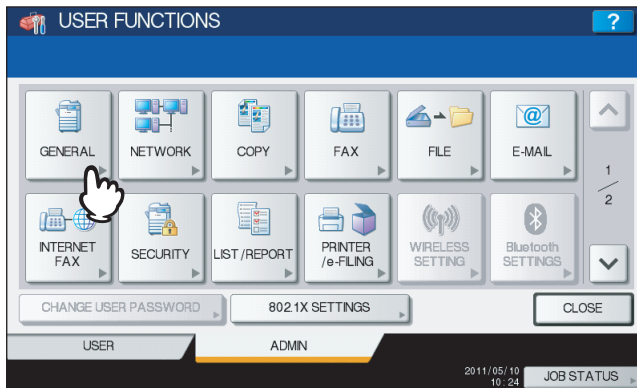 USER FUNCTIONS
?
GENERAL
NETWORK
COPY
FAX
FILE
E-MAIL
1
2
INTERNET
FAX
SECURITY
LIST/REPORT
PRINTER
/e-FILING
WIRELESS
SETTING
Bluetooth
SETTINGS
CHANGE USER PASSWORD
802.1X SETTINGS
CLOSE
USER
ADMIN
2011/05/10
10:24
JOB STATUS